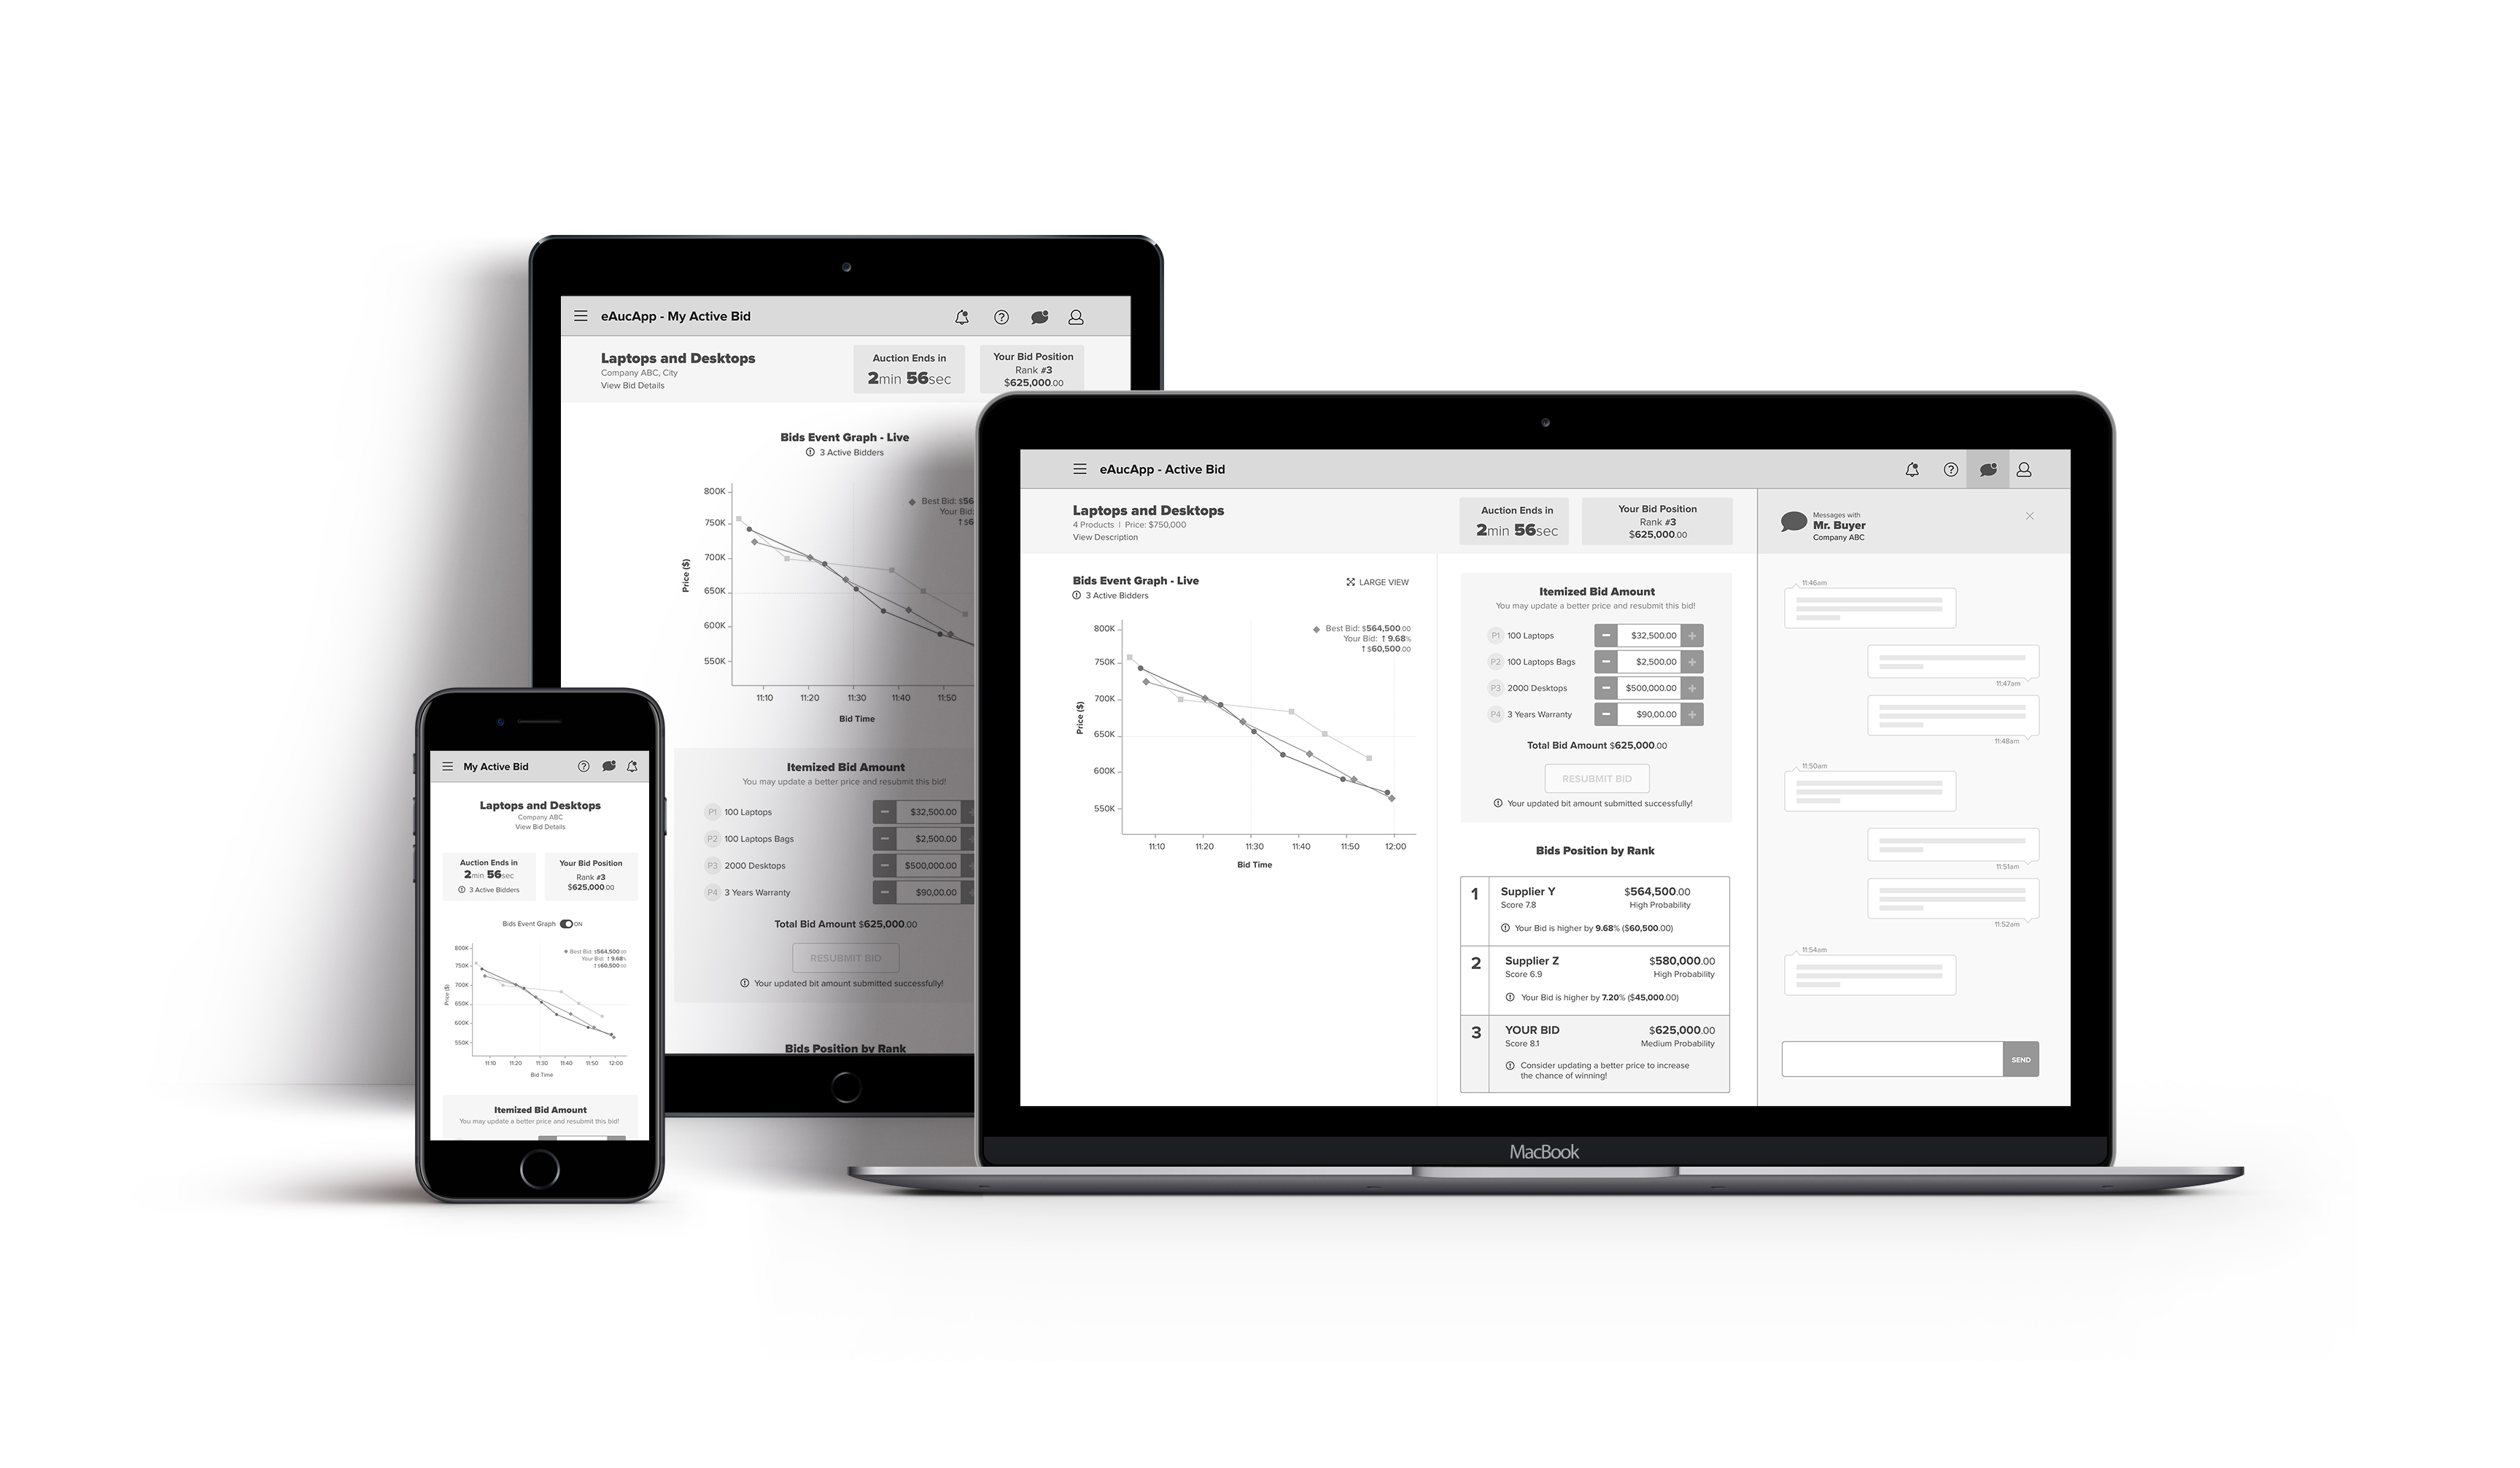 eAucApp - My Active Bid
Laptops and Desktops
Company ABC, City
View Bid Details
Auction Ends in
2min 56sec
Your Bid Position
Rank #3
$625,000.00
Bids Event Graph - Live
3 Active Bidders
Best Bid: $56
Your Bid:
↑$6
800K
750K
700K
650K
600K
550K
Price ($)
11:10 11:20 11:30 11:40 11:50
Bid Time
Itemized Bid Amount
You may update a better price and resubmit this bid!
P1 100 Laptops $32,500.00
P2 100 Laptops Bags $2,500.00
P3 2000 Desktops $500,000.00
P4 3 Years Warranty $90,00.00
Total Bid Amount $625,000.00
RESUBMIT BID
Your updated bit amount submitted successfully!
Bids Position by Rank
My Active Bid
Laptops and Desktops
Company ABC
View Bid Details
Auction Ends in
2min 56sec
3 Active Bidders
Your Bid Position
Rank #3
$625,000.00
Bids Event Graph ON
Best Bid: $564,500.00
Your Bid: ↑ 9.68%
↑$60,500.00
800K
750K
700K
650K
600K
550K
Price ($)
11:10 11:20 11:30 11:40 11:50 12:00
Bid Time
Itemized Bid Amount
You may update a better price and resubmit this bid!
eAucApp - Active Bid
Laptops and Desktops
4 Products | Price: $750,000
View Description
Auction Ends in
2min 56sec
Your Bid Position
Rank #3
$625,000.00
Bids Event Graph - Live
3 Active Bidders
LARGE VIEW
Best Bid: $564,500.00
Your Bid: ↑ 9.68%
↑$60,500.00
800K
750K
700K
650K
600K
550K
Price ($)
11:10 11:20 11:30 11:40 11:50 12:00
Bid Time
Itemized Bid Amount
You may update a better price and resubmit this bid!
P1 100 Laptops $32,500.00
P2 100 Laptops Bags $2,500.00
P3 2000 Desktops $500,000.00
P4 3 Years Warranty $90,00.00
Total Bid Amount $625,000.00
RESUBMIT BID
Your updated bit amount submitted successfully!
Bids Position by Rank
1 Supplier Y $564,500.00
Score 7.8 High Probability
Your Bid is higher by 9.68% ($60,500.00)
2 Supplier Z $580,000.00
Score 6.9 High Probability
Your Bid is higher by 7.20% ($45,000.00)
3 YOUR BID $625,000.00
Score 8.1 Medium Probability
Consider updating a better price to increase
the chance of winning!
Messages with
Mr. Buyer
Company ABC
11:46am
11:47am
11:48am
11:50am
11:51am
11:52am
11:54am
SEND
MacBook